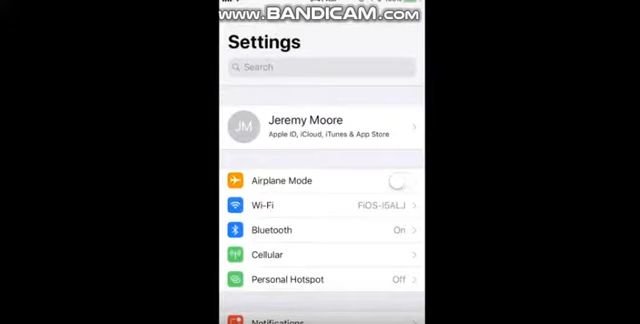 www.BANDICAM.com
Settings
Search
JM
Jeremy Moore
Apple ID, iCloud, iTunes & App Store
Airplane Mode
Wi-Fi FiOS-I5ALJ
Bluetooth On
Cellular
Personal Hotspot Off
Notifications